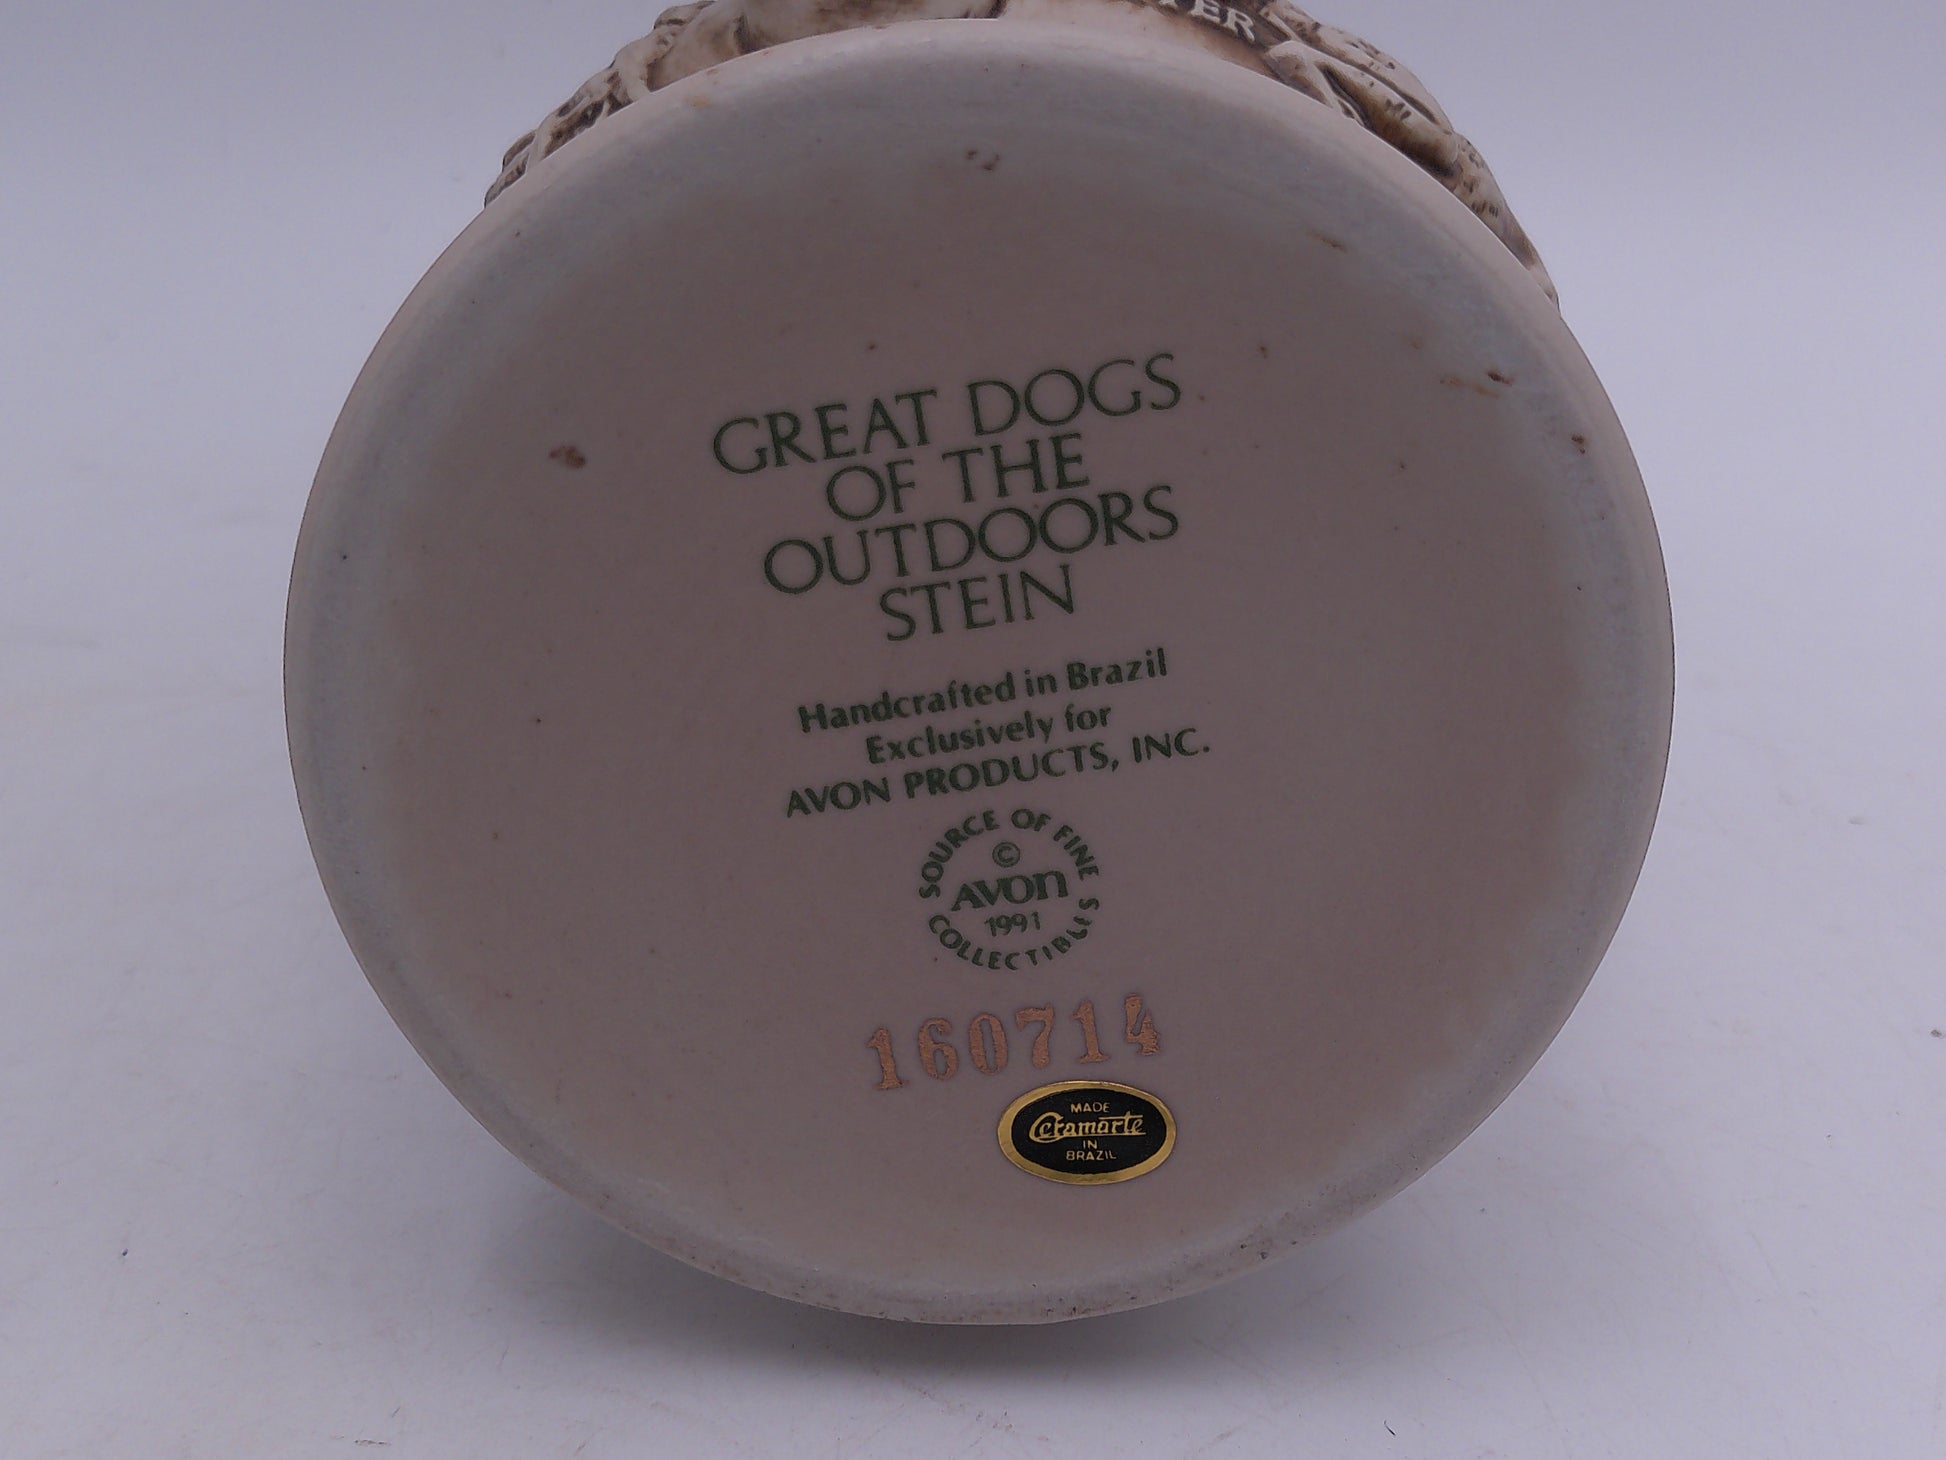 GREAT DOGS
OF THE
OUTDOORS
STEIN
Handcrafted in Brazil
Exclusively for
AVON PRODUCTS, INC.
SOURCE OF FINE
©
AVON
1991
COLLECTIBLES
160714
MADE
Ceramarte
IN
BRAZIL